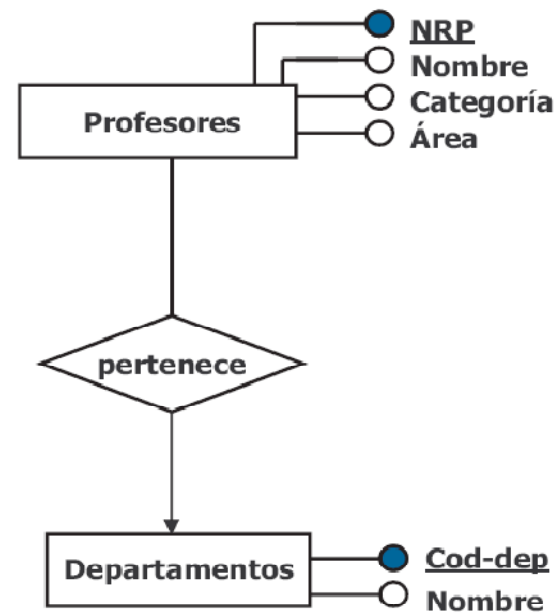 NRP
Nombre
Categoría
Área
Profesores
pertenece
Departamentos
Cod-dep
Nombre